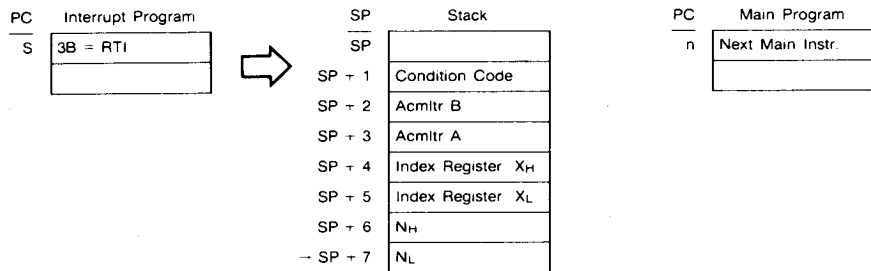 PC Interrupt Program
S 3B = RTI
SP Stack
SP
SP + 1 Condition Code
SP + 2 Acmltr B
SP + 3 Acmltr A
SP + 4 Index Register XH
SP + 5 Index Register XL
SP + 6 NH
→ SP + 7 NL
PC Main Program
n Next Main Instr.